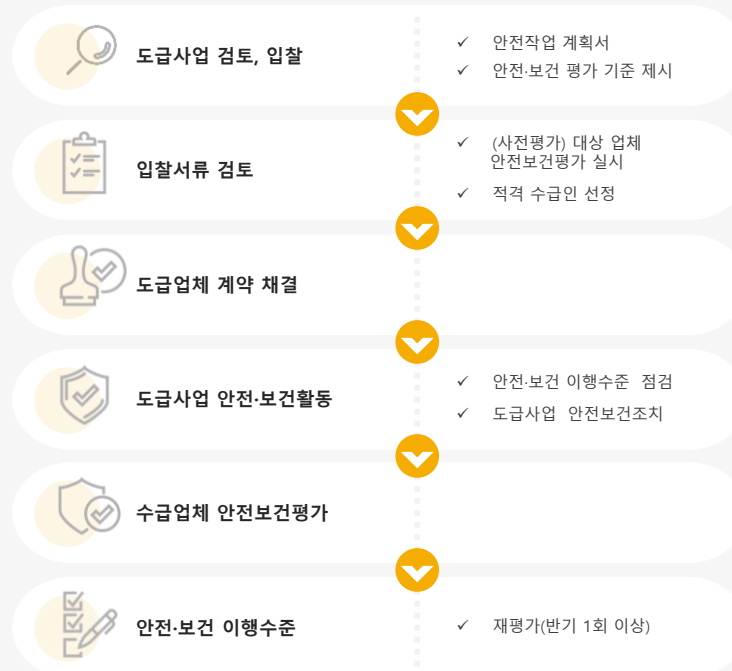 도급사업 검토, 입찰
안전작업 계획서
안전·보건 평가 기준 제시
입찰서류 검토
(사전평가) 대상 업체
안전보건평가 실시
적격 수급인 선정
도급업체 계약 채결
도급사업 안전·보건활동
안전·보건 이행수준 점검
도급사업 안전보건조치
수급업체 안전보건평가
안전·보건 이행수준
재평가(반기 1회 이상)